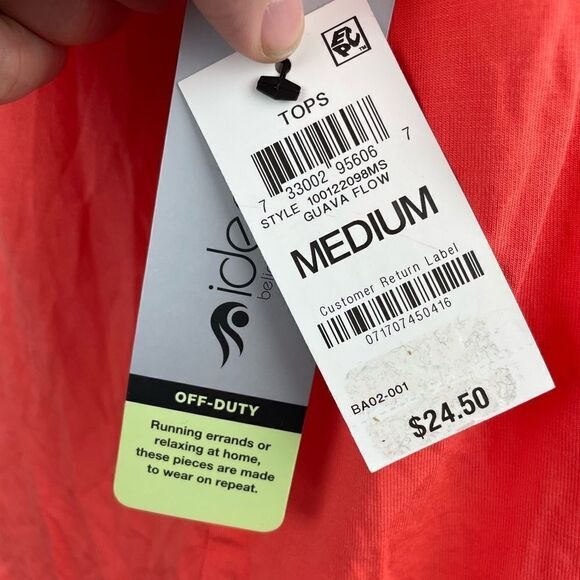 TOPS
7 33002 95606 7
STYLE 100122098MS
GUAVA FLOW
MEDIUM
Customer Return Label
071707450416
BA02-001
$24.50
OFF-DUTY
Running errands or
relaxing at home,
these pieces are made
to wear on repeat.